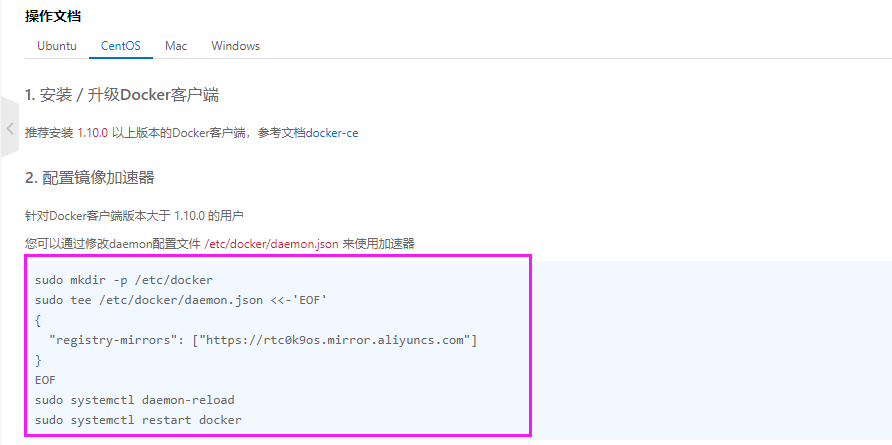 操作文档
Ubuntu CentOS Mac Windows
1. 安装 / 升级Docker客户端
推荐安装 1.10.0 以上版本的Docker客户端，参考文档docker-ce
2. 配置镜像加速器
针对Docker客户端版本大于 1.10.0 的用户
您可以通过修改daemon配置文件 /etc/docker/daemon.json 来使用加速器
sudo mkdir -p /etc/docker
sudo tee /etc/docker/daemon.json <<-'EOF'
{
  "registry-mirrors": ["https://rtc0k9os.mirror.aliyuncs.com"]
}
EOF
sudo systemctl daemon-reload
sudo systemctl restart docker